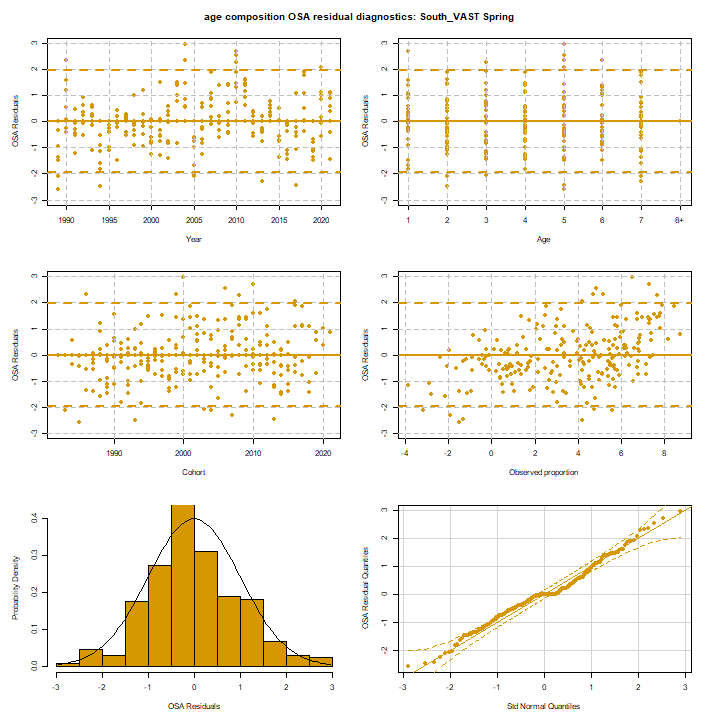 age composition OSA residual diagnostics: South_VAST Spring
OSA Residuals
3
2
1
0
-1
-2
-3
1990 1995 2000 2005 2010 2015 2020
Year
OSA Residuals
3
2
1
0
-1
-2
-3
1 2 3 4 5 6 7 8+
Age
OSA Residuals
3
2
1
0
-1
-2
-3
1990 2000 2010 2020
Cohort
OSA Residuals
3
2
1
0
-1
-2
-3
-4 -2 0 2 4 6 8
Observed proportion
Probability Density
0.4
0.3
0.2
0.1
0.0
-3 -2 -1 0 1 2 3
OSA Residuals
OSA Residual Quantiles
3
2
1
0
-1
-2
-3 -2 -1 0 1 2 3
Std Normal Quantiles